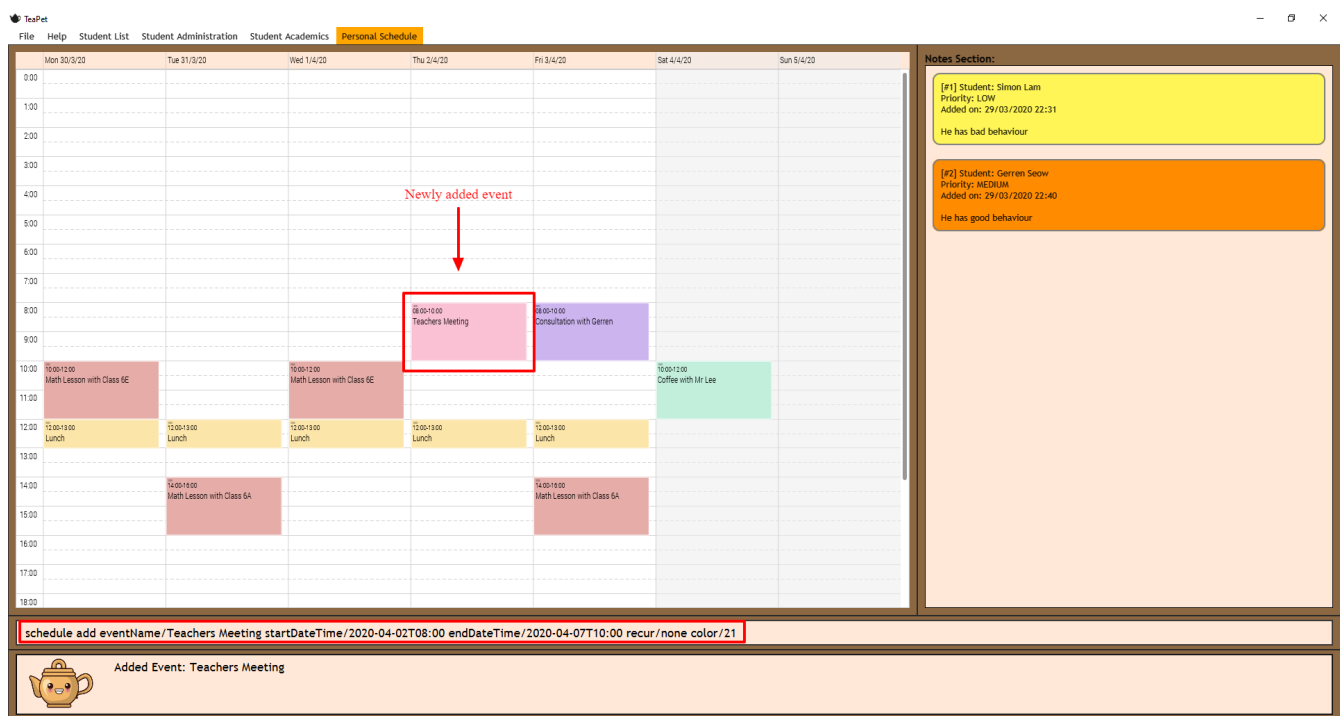 TeaPet
File Help Student List Student Administration Student Academics Personal Schedule
Mon 30/3/20 Tue 31/3/20 Wed 1/4/20 Thu 2/4/20 Fri 3/4/20 Sat 4/4/20 Sun 5/4/20
0:00
1:00
2:00
3:00
4:00
5:00
6:00
7:00
8:00
9:00
10:00
11:00
12:00
13:00
14:00
15:00
16:00
17:00
18:00
Newly added event
08:00-10:00
Teachers Meeting
08:00-10:00
Consultation with Gerren
10:00-12:00
Math Lesson with Class 6E
10:00-12:00
Math Lesson with Class 6E
10:00-12:00
Coffee with Mr Lee
12:00-13:00
Lunch
12:00-13:00
Lunch
12:00-13:00
Lunch
12:00-13:00
Lunch
12:00-13:00
Lunch
14:00-16:00
Math Lesson with Class 6A
14:00-16:00
Math Lesson with Class 6A
Notes Section:
[#1] Student: Simon Lam
Priority: LOW
Added on: 29/03/2020 22:31
He has bad behaviour
[#2] Student: Gerren Seow
Priority: MEDIUM
Added on: 29/03/2020 22:40
He has good behaviour
schedule add eventName/Teachers Meeting startDateTime/2020-04-02T08:00 endDateTime/2020-04-07T10:00 recur/none color/21
Added Event: Teachers Meeting